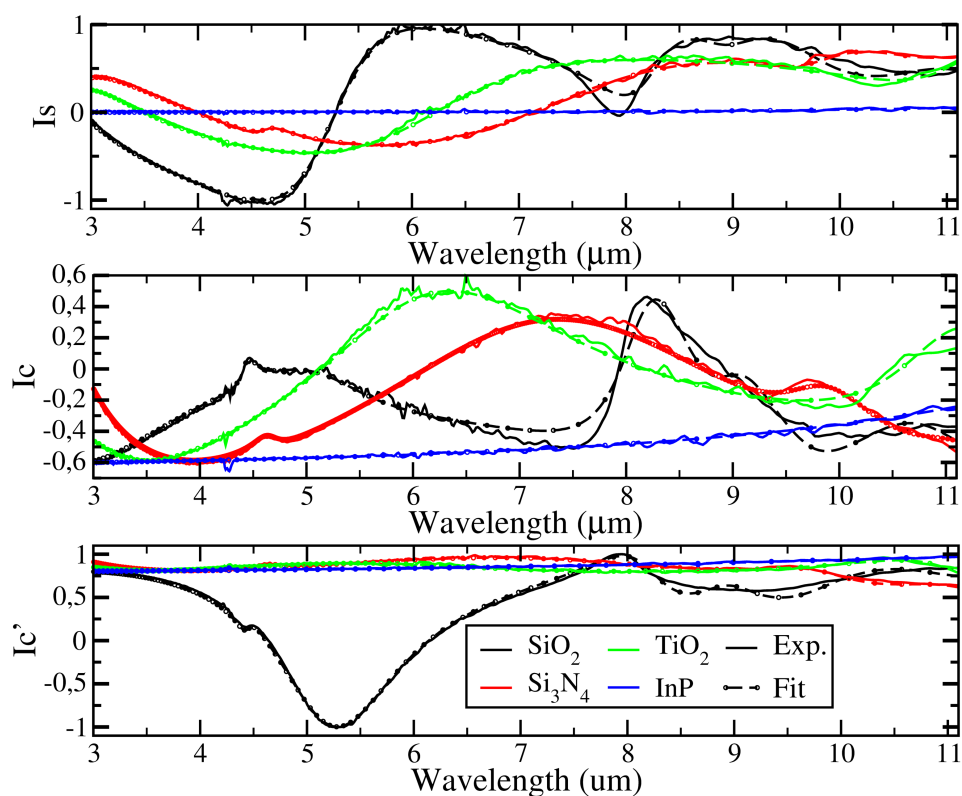 1
0
-1
Is
3 4 5 6 7 8 9 10 11
Wavelength (μm)
0,6
0,4
0,2
0
-0,2
-0,4
-0,6
Ic
3 4 5 6 7 8 9 10 11
Wavelength (μm)
1
0,5
0
-0,5
-1
Ic’
SiO₂ TiO₂ Exp.
Si₃N₄ InP Fit
3 4 5 6 7 8 9 10 11
Wavelength (um)